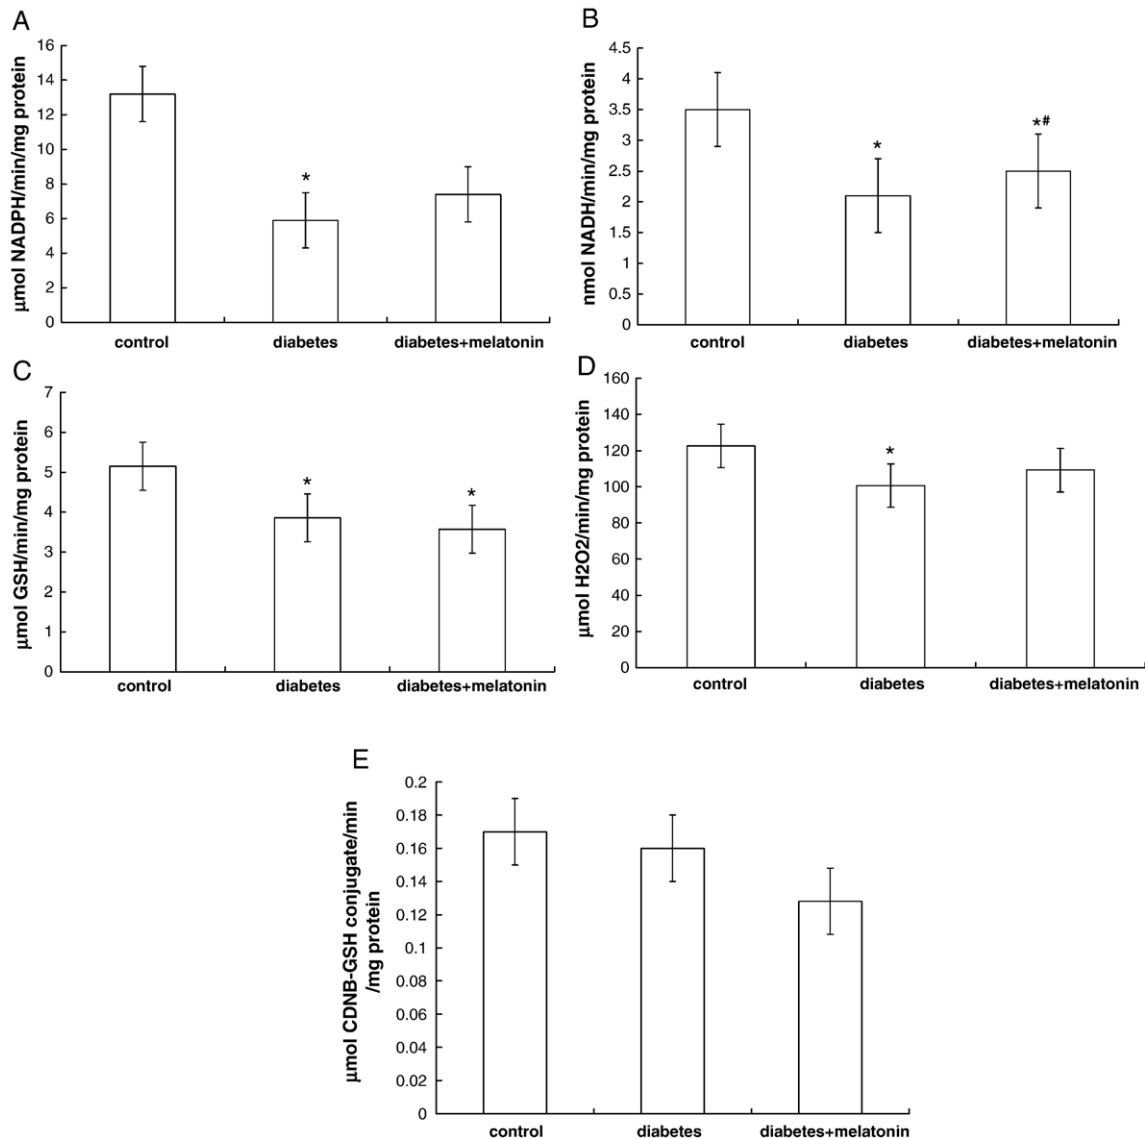 A
μmol NADPH/min/mg protein
16
14
12
10
8
6
4
2
0
*
control
diabetes
diabetes+melatonin
B
nmol NADH/min/mg protein
4.5
4
3.5
3
2.5
2
1.5
1
0.5
0
*
*#
control
diabetes
diabetes+melatonin
C
μmol GSH/min/mg protein
7
6
5
4
3
2
1
0
*
*
control
diabetes
diabetes+melatonin
D
μmol H2O2/min/mg protein
160
140
120
100
80
60
40
20
0
*
control
diabetes
diabetes+melatonin
E
μmol CDNB-GSH conjugate/min
/mg protein
0.2
0.18
0.16
0.14
0.12
0.1
0.08
0.06
0.04
0.02
0
control
diabetes
diabetes+melatonin